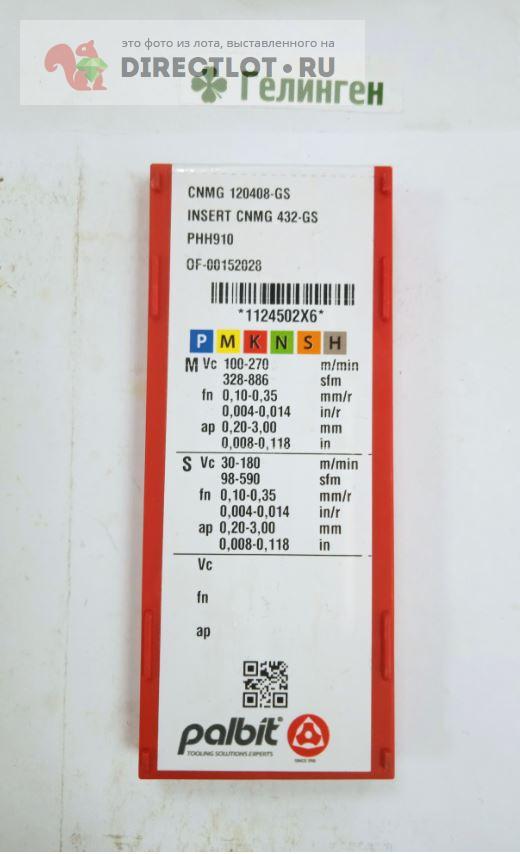 это фото из лота, выставленного на
DIRECTLOT.RU
Гелинген
CNMG 120408-GS
INSERT CNMG 432-GS
PHH910
OF-00152028
*1124502X6*
P M K N S H
M Vc 100-270 m/min
328-886 sfm
fn 0,10-0,35 mm/r
0,004-0,014 in/r
ap 0,20-3,00 mm
0,008-0,118 in
S Vc 30-180 m/min
98-590 sfm
fn 0,10-0,35 mm/r
0,004-0,014 in/r
ap 0,20-3,00 mm
0,008-0,118 in
Vc
fn
ap
palbit®
TOOLING SOLUTIONS EXPERTS